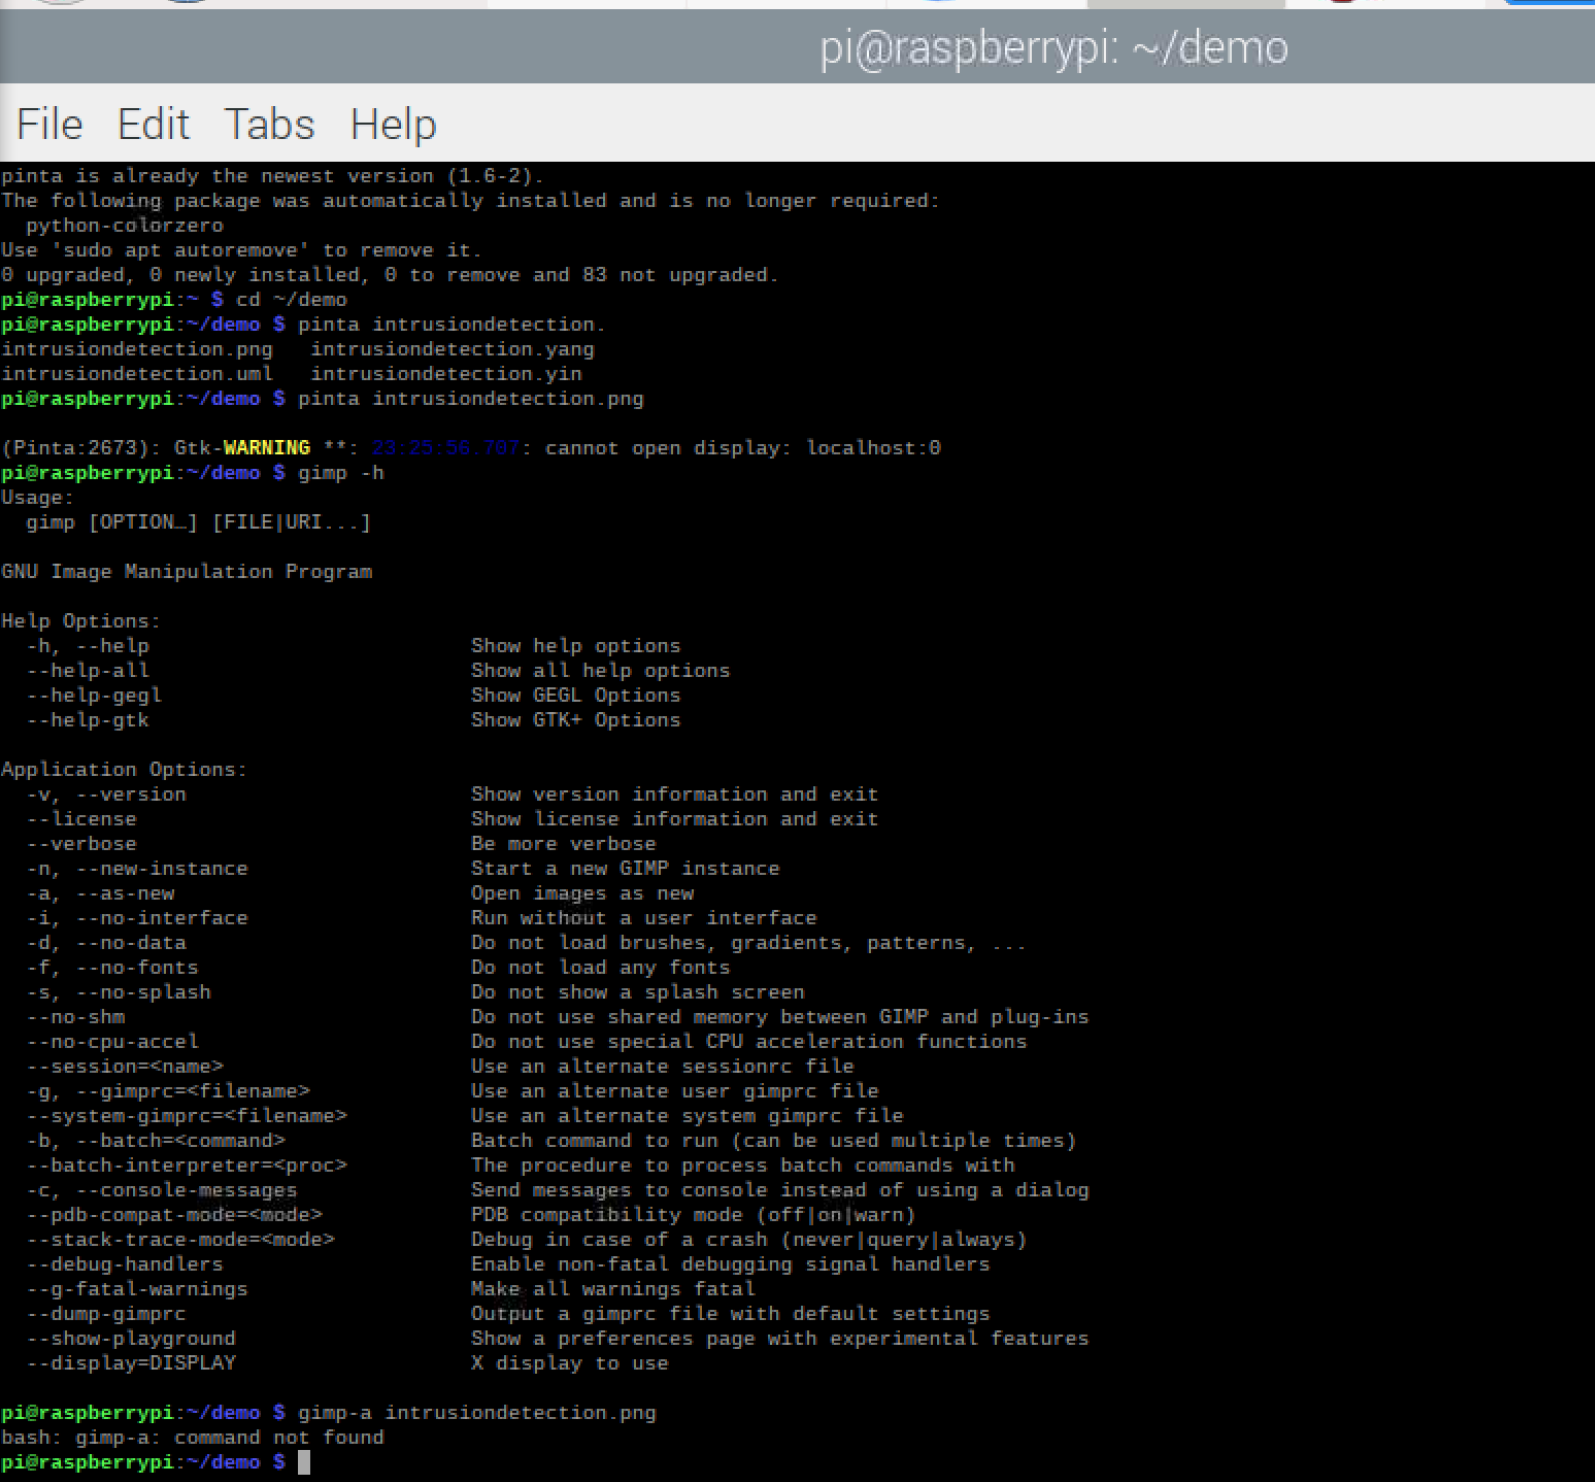 pi@raspberrypi: ~/demo
File Edit Tabs Help
pinta is already the newest version (1.6-2).
The following package was automatically installed and is no longer required:
  python-colorzero
Use 'sudo apt autoremove' to remove it.
0 upgraded, 0 newly installed, 0 to remove and 83 not upgraded.
pi@raspberrypi:~ $ cd ~/demo
pi@raspberrypi:~/demo $ pinta intrusiondetection.
intrusiondetection.png   intrusiondetection.yang
intrusiondetection.uml   intrusiondetection.yin
pi@raspberrypi:~/demo $ pinta intrusiondetection.png

(Pinta:2673): Gtk-WARNING **: 23:25:56.707: cannot open display: localhost:0
pi@raspberrypi:~/demo $ gimp -h
Usage:
  gimp [OPTION…] [FILE|URI...]

GNU Image Manipulation Program

Help Options:
  -h, --help                          Show help options
  --help-all                          Show all help options
  --help-gegl                         Show GEGL Options
  --help-gtk                          Show GTK+ Options

Application Options:
  -v, --version                       Show version information and exit
  --license                           Show license information and exit
  --verbose                           Be more verbose
  -n, --new-instance                  Start a new GIMP instance
  -a, --as-new                        Open images as new
  -i, --no-interface                  Run without a user interface
  -d, --no-data                       Do not load brushes, gradients, patterns, ...
  -f, --no-fonts                      Do not load any fonts
  -s, --no-splash                     Do not show a splash screen
  --no-shm                            Do not use shared memory between GIMP and plug-ins
  --no-cpu-accel                      Do not use special CPU acceleration functions
  --session=<name>                    Use an alternate sessionrc file
  -g, --gimprc=<filename>             Use an alternate user gimprc file
  --system-gimprc=<filename>          Use an alternate system gimprc file
  -b, --batch=<command>               Batch command to run (can be used multiple times)
  --batch-interpreter=<proc>          The procedure to process batch commands with
  -c, --console-messages              Send messages to console instead of using a dialog
  --pdb-compat-mode=<mode>            PDB compatibility mode (off|on|warn)
  --stack-trace-mode=<mode>           Debug in case of a crash (never|query|always)
  --debug-handlers                    Enable non-fatal debugging signal handlers
  --g-fatal-warnings                  Make all warnings fatal
  --dump-gimprc                       Output a gimprc file with default settings
  --show-playground                   Show a preferences page with experimental features
  --display=DISPLAY                   X display to use

pi@raspberrypi:~/demo $ gimp-a intrusiondetection.png
bash: gimp-a: command not found
pi@raspberrypi:~/demo $